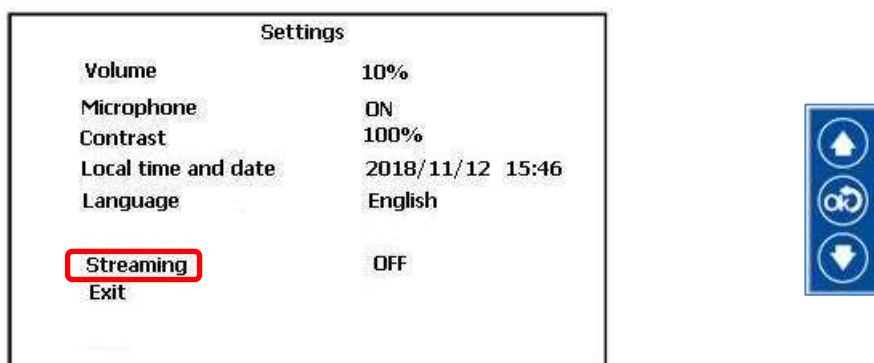 Settings
Volume 10%
Microphone ON
Contrast 100%
Local time and date 2018/11/12 15:46
Language English
Streaming OFF
Exit